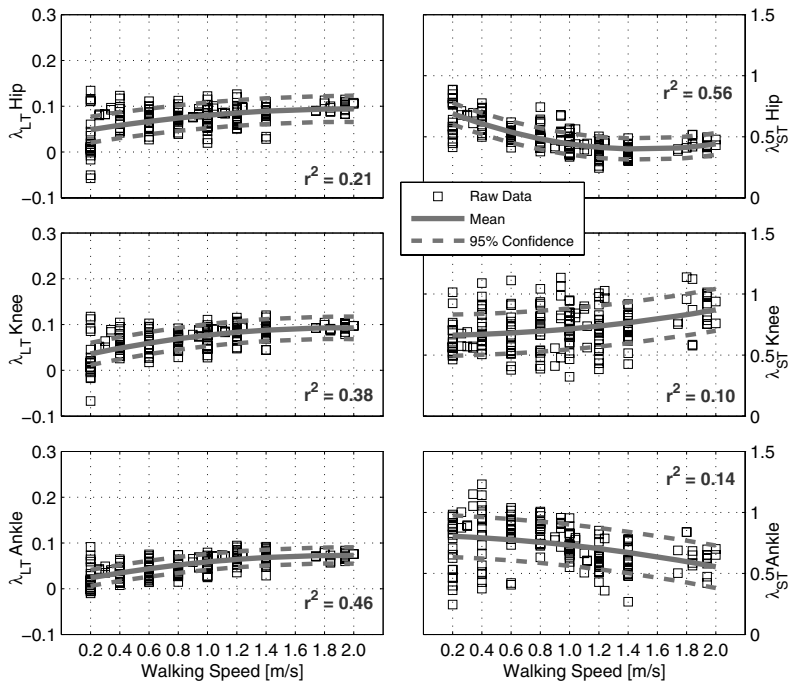 0.3
0.2
0.1
0
−0.1
λLT Hip
r² = 0.21
1.5
1
0.5
0
λST Hip
r² = 0.56
Raw Data
Mean
95% Confidence
0.3
0.2
0.1
0
−0.1
λLT Knee
r² = 0.38
1.5
1
0.5
0
λST Knee
r² = 0.10
0.3
0.2
0.1
0
−0.1
λLT Ankle
r² = 0.46
0.2 0.4 0.6 0.8 1.0 1.2 1.4 1.6 1.8 2.0
Walking Speed [m/s]
1.5
1
0.5
0
λST Ankle
r² = 0.14
0.2 0.4 0.6 0.8 1.0 1.2 1.4 1.6 1.8 2.0
Walking Speed [m/s]